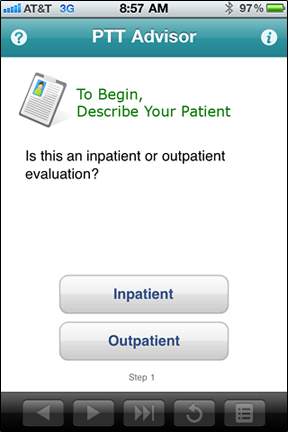 AT&T 3G 8:57 AM 97%
? PTT Advisor i
To Begin,
Describe Your Patient
Is this an inpatient or outpatient
evaluation?
Inpatient
Outpatient
Step 1